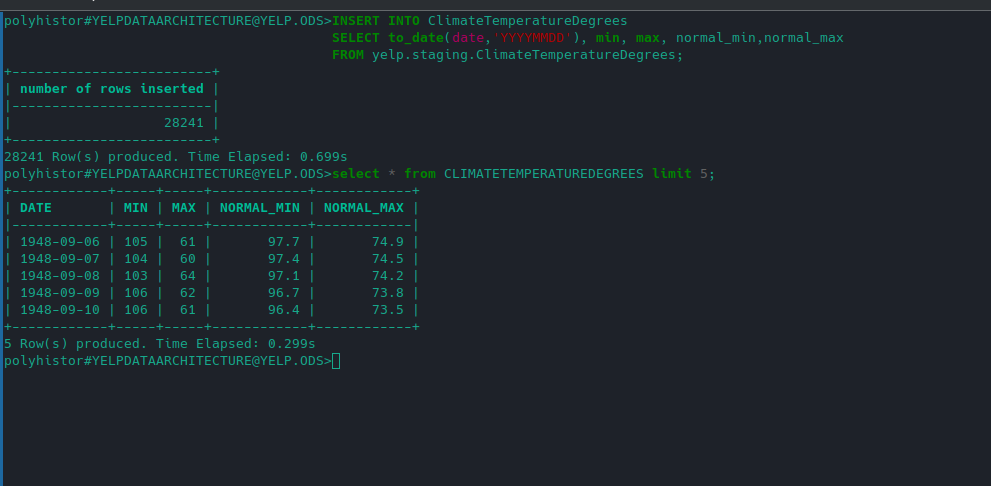 polyhistor#YELPDATAARCHITECTURE@YELP.ODS>INSERT INTO ClimateTemperatureDegrees
                                         SELECT to_date(date,'YYYYMMDD'), min, max, normal_min,normal_max
                                         FROM yelp.staging.ClimateTemperatureDegrees;
+-------------------------+
| number of rows inserted |
|-------------------------|
|                   28241 |
+-------------------------+
28241 Row(s) produced. Time Elapsed: 0.699s
polyhistor#YELPDATAARCHITECTURE@YELP.ODS>select * from CLIMATETEMPERATUREDEGREES limit 5;
+------------+-----+-----+------------+------------+
| DATE       | MIN | MAX | NORMAL_MIN | NORMAL_MAX |
|------------+-----+-----+------------+------------|
| 1948-09-06 | 105 |  61 |       97.7 |       74.9 |
| 1948-09-07 | 104 |  60 |       97.4 |       74.5 |
| 1948-09-08 | 103 |  64 |       97.1 |       74.2 |
| 1948-09-09 | 106 |  62 |       96.7 |       73.8 |
| 1948-09-10 | 106 |  61 |       96.4 |       73.5 |
+------------+-----+-----+------------+------------+
5 Row(s) produced. Time Elapsed: 0.299s
polyhistor#YELPDATAARCHITECTURE@YELP.ODS>